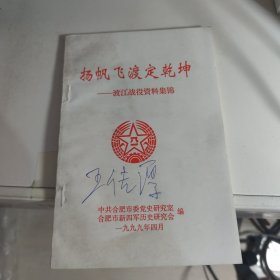 扬帆飞渡定乾坤
——渡江战役资料集锦
八一
中共合肥市委党史研究室
合肥市新四军历史研究会 编
一九九九年四月